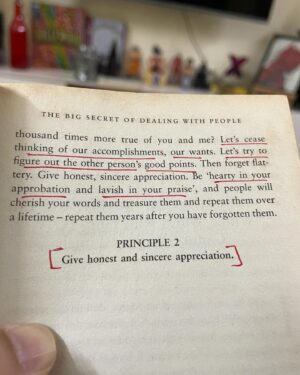 THE BIG SECRET OF DEALING WITH PEOPLE
thousand times more true of you and me? Let's cease
thinking of our accomplishments, our wants. Let's try to
figure out the other person's good points. Then forget flat-
tery. Give honest, sincere appreciation. Be 'hearty in your
approbation and lavish in your praise', and people will
cherish your words and treasure them and repeat them over
a lifetime – repeat them years after you have forgotten them.
PRINCIPLE 2
Give honest and sincere appreciation.